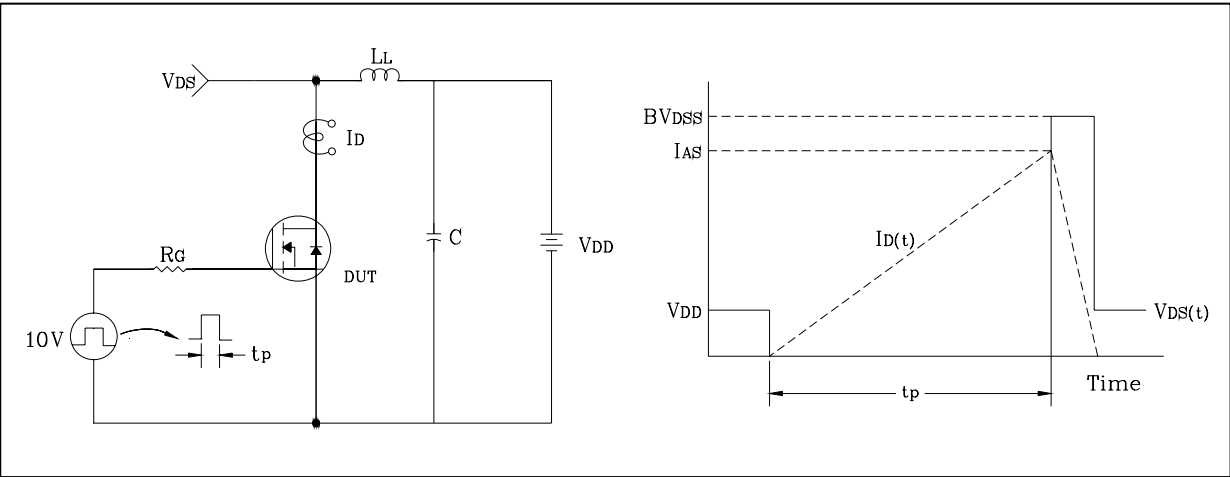 VDS
LL
ID
RG
DUT
C
VDD
10V
tp
BVDSS
IAS
ID(t)
VDD
VDS(t)
tp
Time